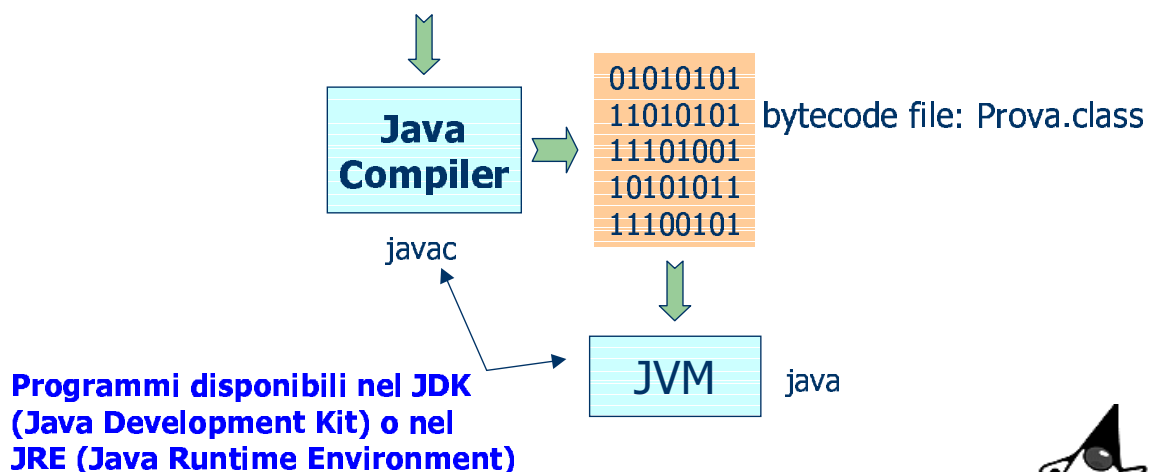 Java
Compiler
javac
01010101
11010101
11101001
10101011
11100101
bytecode file: Prova.class
JVM
java
Programmi disponibili nel JDK
(Java Development Kit) o nel
JRE (Java Runtime Environment)